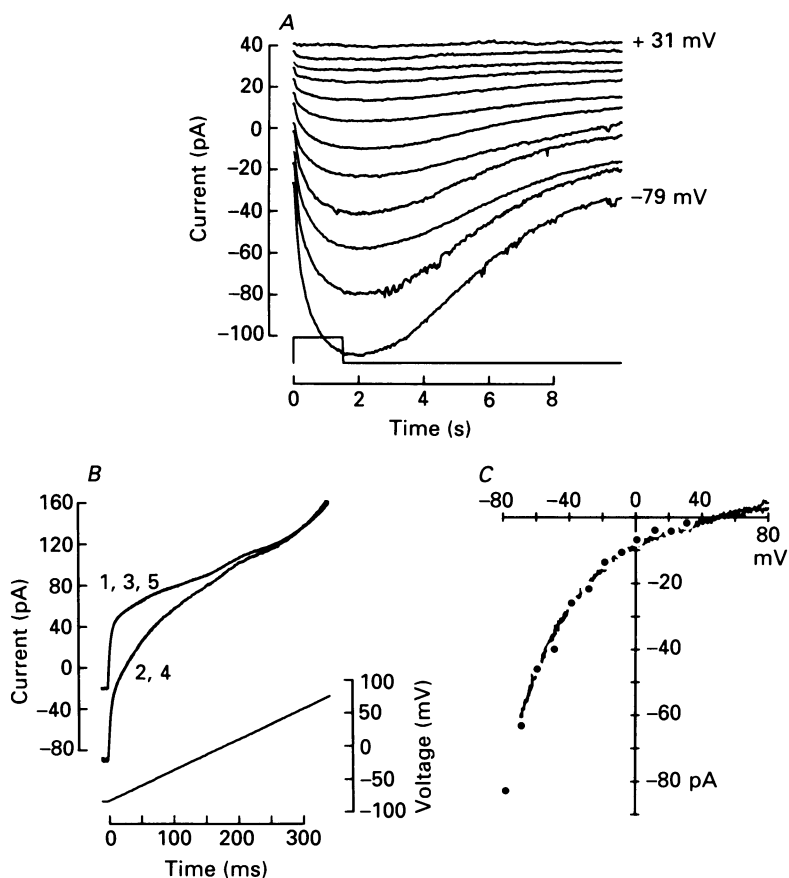 A
40
20
0
−20
−40
−60
−80
−100
Current (pA)
+ 31 mV
−79 mV
0 2 4 6 8
Time (s)
B
160
120
80
40
0
−40
−80
Current (pA)
1, 3, 5
2, 4
100
50
0
−50
−100
Voltage (mV)
0 100 200 300
Time (ms)
C
−80 −40 0 40
80
mV
−20
−40
−60
−80 pA